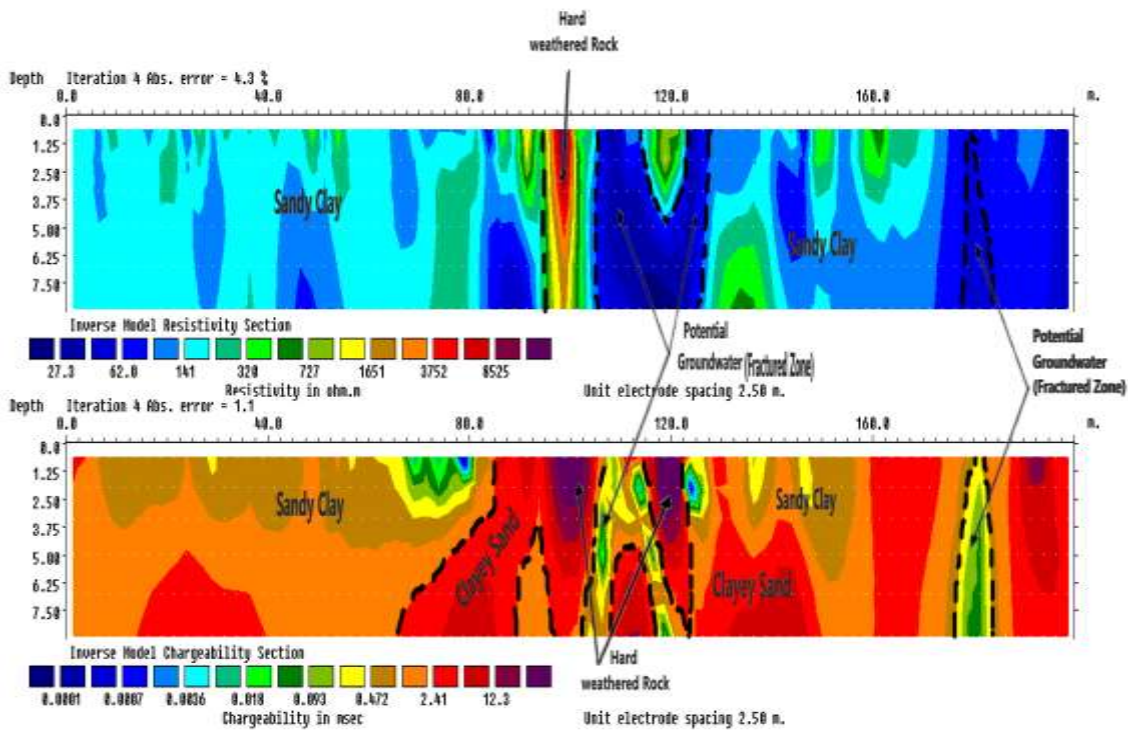 Hard
weathered Rock
Depth Iteration 4 Abs. error = 4.3 %
0.0 40.0 80.0 120.0 160.0 m.
0.0
1.25
2.50
3.75
5.00
6.25
7.50
Sandy Clay
Sandy Clay
Inverse Model Resistivity Section
27.3 62.0 141 320 727 1651 3752 8525
Resistivity in ohm.m
Unit electrode spacing 2.50 m.
Potential
Groundwater (Fractured Zone)
Potential
Groundwater
(Fractured Zone)
Depth Iteration 4 Abs. error = 1.1
0.0 40.0 80.0 120.0 160.0 m.
0.0
1.25
2.50
3.75
5.00
6.25
7.50
Sandy Clay
Clayey Sand
Sandy Clay
Clayey Sand
Inverse Model Chargeability Section
0.0001 0.0007 0.0036 0.018 0.093 0.472 2.41 12.3
Chargeability in msec
Hard
weathered Rock
Unit electrode spacing 2.50 m.